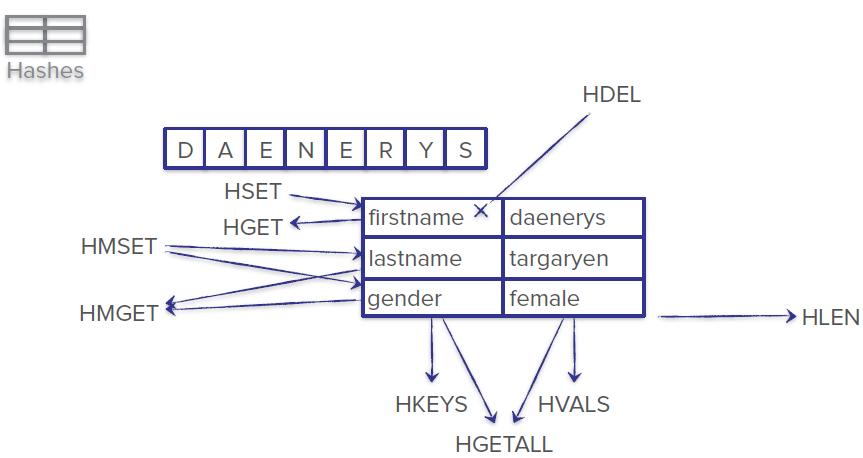 Hashes
HDEL
D A E N E R Y S
HSET
firstname daenerys
HGET
HMSET
lastname targaryen
gender female
HMGET
HLEN
HKEYS HVALS
HGETALL